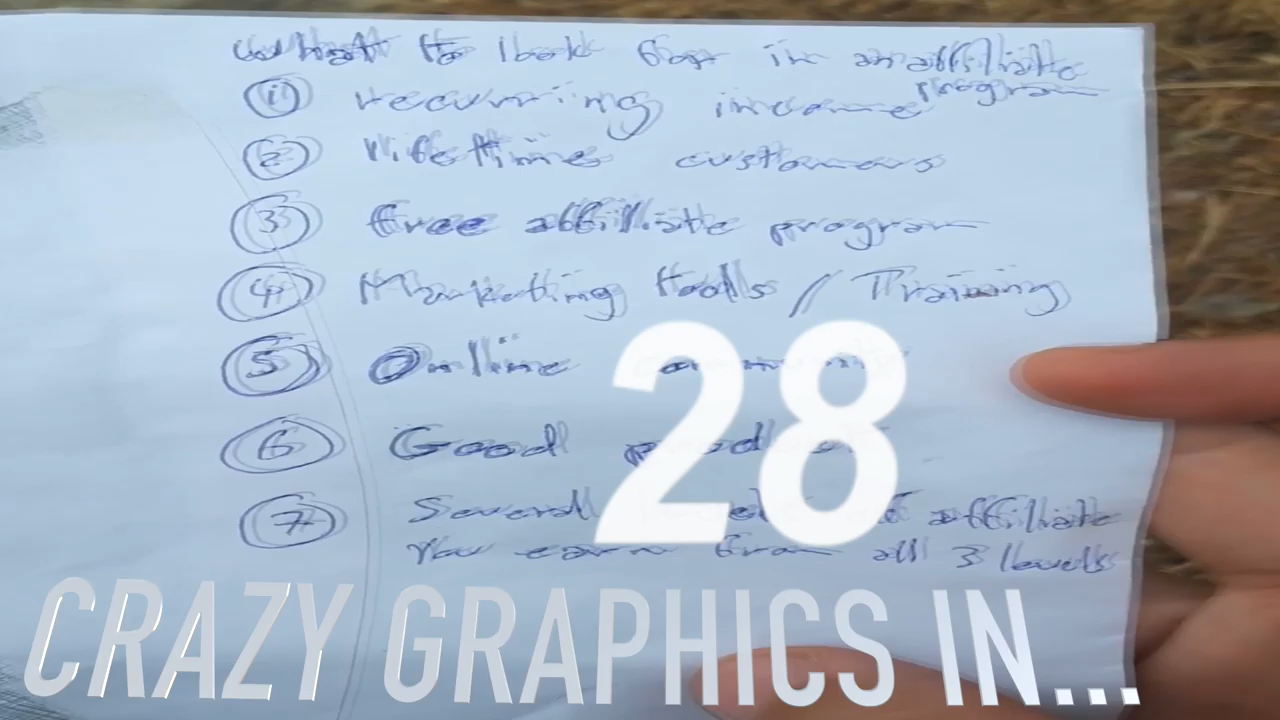 What to look for in an affiliate program
1 recurring income
2 lifetime customers
3 free affiliate program
4 Marketing tools / Training
5 Online
6 Good
7 Several affiliate
You earn from all 3 levels
28
CRAZY GRAPHICS IN...